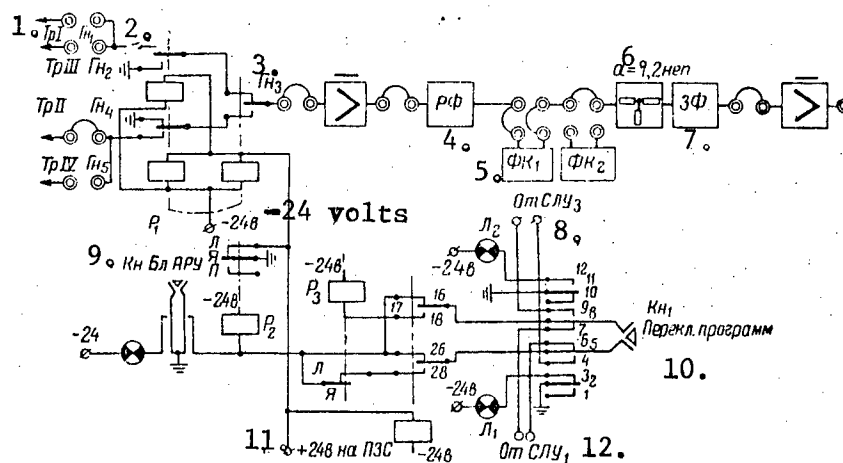 1. ТрI Гн1 2.
ТрIII Гн2
3. Гн3
ТрII Гн4
ТрIV Гн5
РФ
4.
5. ФК1 ФК2
6 a = 9,2 неп
ЗФ
7.
Р1 -24в -24 volts
От СЛУ3
8.
9. Кн Бл АРУ
Л
Я
П
-24в
Р2
-24
-24в
Р3
17 16
18
26
28
Л
Я
Л2
-24в
12 11
10
9 8
7
6 5
4
3 2
1
Кн1
Перекл. программ
10.
-24в
Л1
11 +24в на ПЗС -24в
От СЛУ1 12.